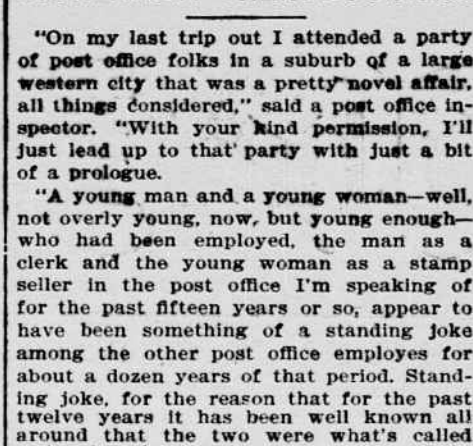 "On my last trip out I attended a party
of post office folks in a suburb of a large
western city that was a pretty novel affair,
all things considered," said a post office in-
spector. "With your kind permission, I'll
just lead up to that party with just a bit
of a prologue.
"A young man and a young woman—well,
not overly young, now, but young enough—
who had been employed, the man as a
clerk and the young woman as a stamp
seller in the post office I'm speaking of
for the past fifteen years or so, appear to
have been something of a standing joke
among the other post office employes for
about a dozen years of that period. Stand-
ing joke, for the reason that for the past
twelve years it has been well known all
around that the two were what's called